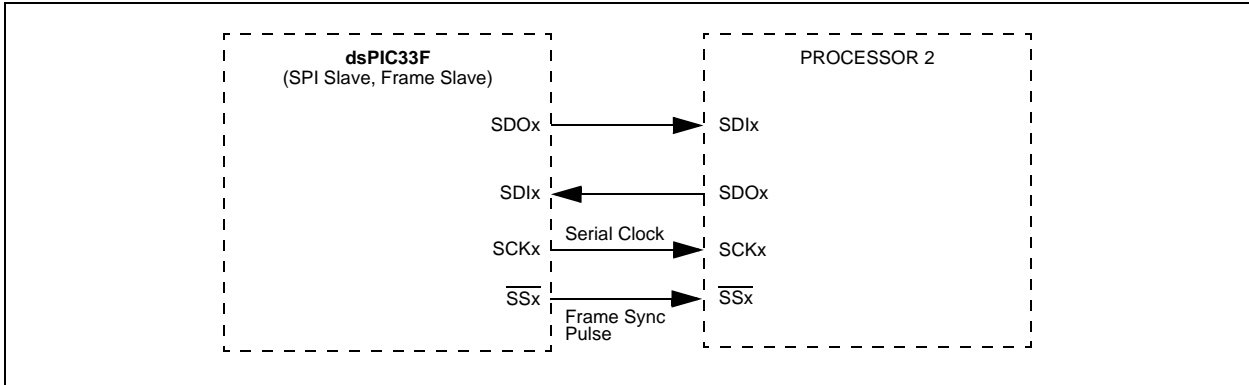 dsPIC33F
(SPI Slave, Frame Slave)
PROCESSOR 2
SDOx
SDIx
SDIx
SDOx
Serial Clock
SCKx
SCKx
SSx
SSx
Frame Sync
Pulse